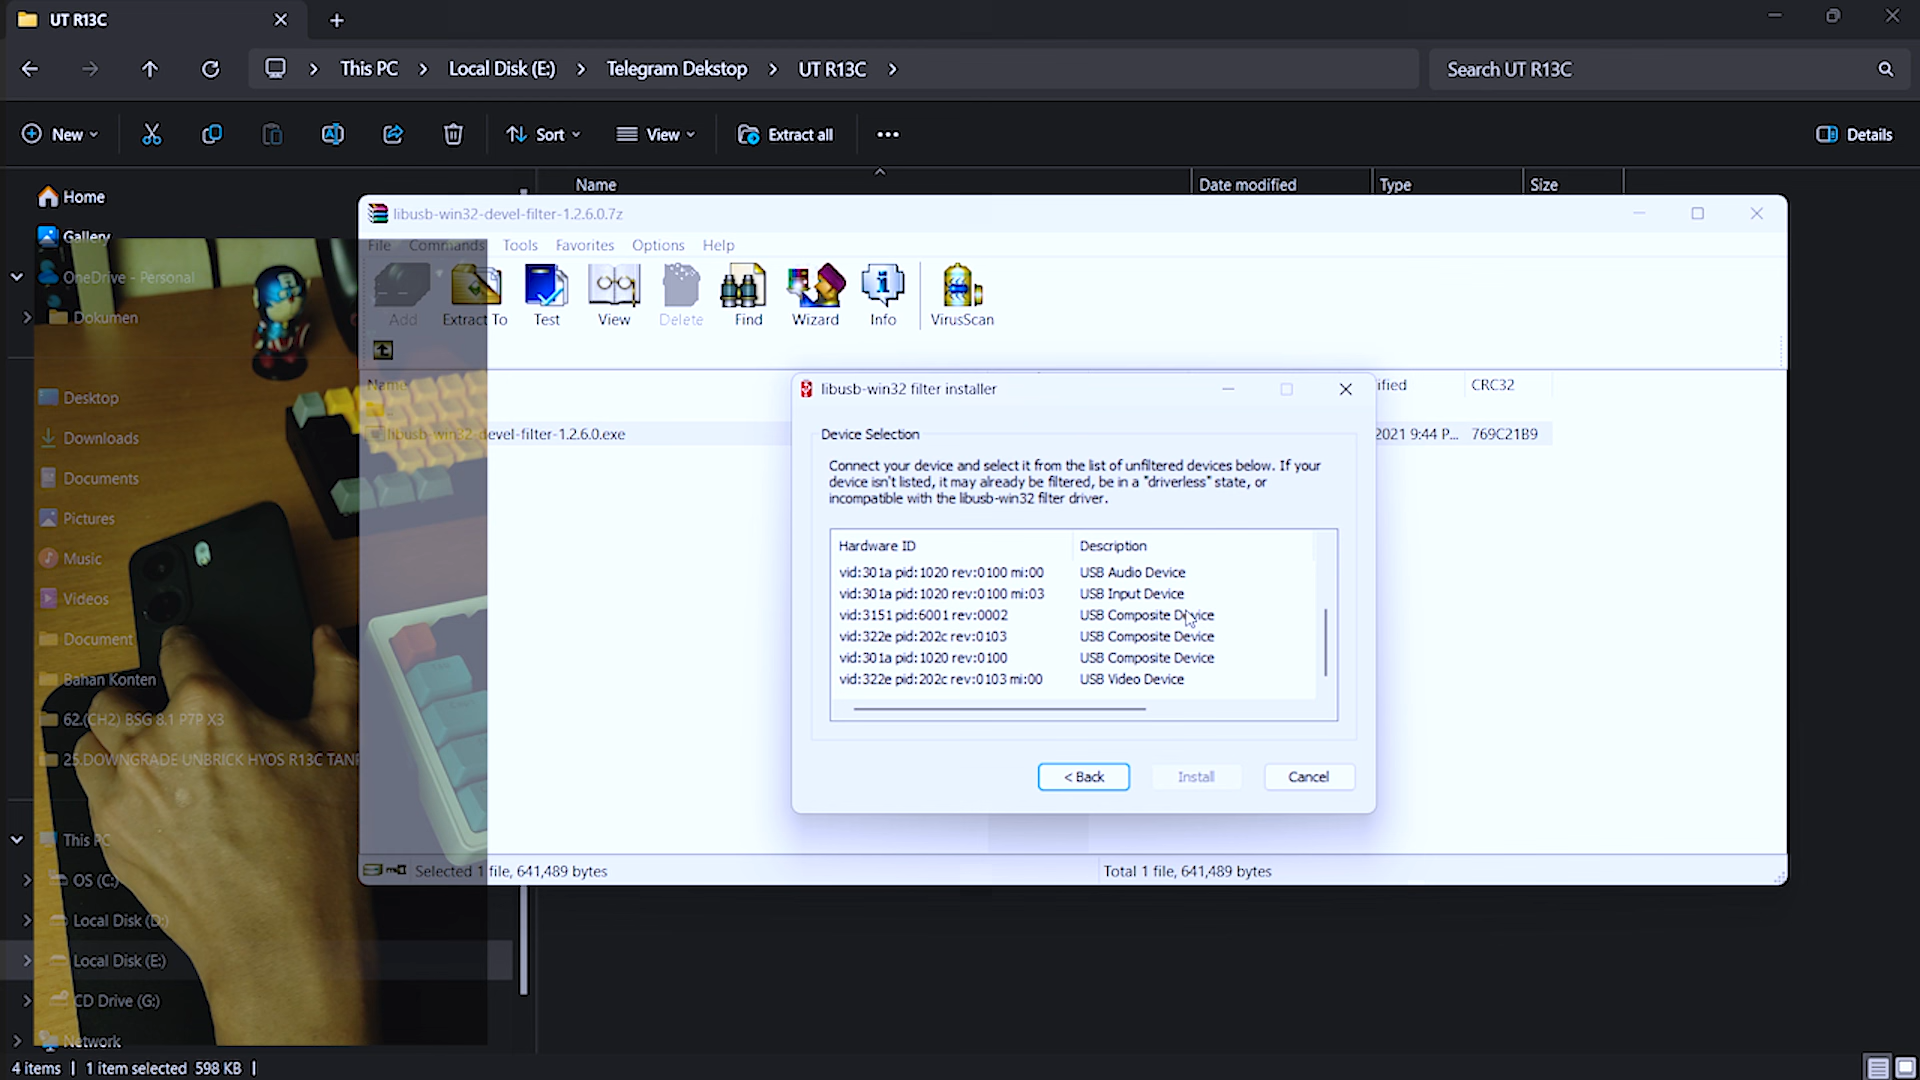 UT R13C
This PC
Local Disk (E:)
Telegram Dekstop
UT R13C
Search UT R13C
New
Sort
View
Extract all
Details
Name
Date modified
Type
Size
Home
Gallery
OneDrive - Personal
Dokumen
Desktop
Downloads
Documents
Pictures
Music
Videos
Document
Bahan Konten
62.(CH2) BSG 8.1 P7P X3
25.DOWNGRADE UNBRICK HYOS R13C TANP
This PC
OS (C:)
Local Disk (D:)
Local Disk (E:)
CD Drive (G:)
Network
4 items
1 item selected 598 KB
libusb-win32-devel-filter-1.2.6.0.7z
File Commands Tools Favorites Options Help
Add
Extract To
Test
View
Delete
Find
Wizard
Info
VirusScan
Name
ified
CRC32
..
libusb-win32-devel-filter-1.2.6.0.exe
2021 9:44 P...
769C21B9
Selected 1 file, 641,489 bytes
Total 1 file, 641,489 bytes
libusb-win32 filter installer
Device Selection
Connect your device and select it from the list of unfiltered devices below. If your
device isn't listed, it may already be filtered, be in a "driverless" state, or
incompatible with the libusb-win32 filter driver.
Hardware ID Description
vid:301a pid:1020 rev:0100 mi:00 USB Audio Device
vid:301a pid:1020 rev:0100 mi:03 USB Input Device
vid:3151 pid:6001 rev:0002 USB Composite Device
vid:322e pid:202c rev:0103 USB Composite Device
vid:301a pid:1020 rev:0100 USB Composite Device
vid:322e pid:202c rev:0103 mi:00 USB Video Device
< Back
Install
Cancel